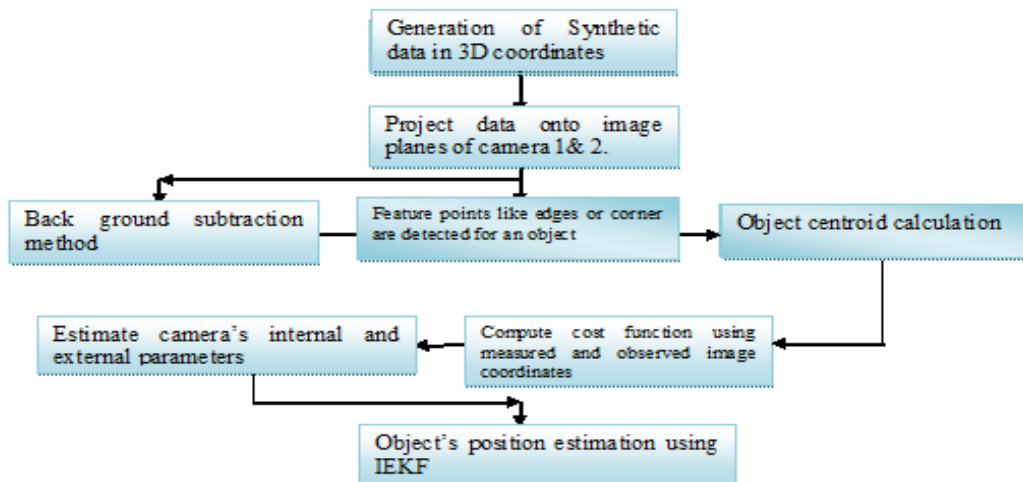 Generation of Synthetic
data in 3D coordinates
Project data onto image
planes of camera 1& 2.
Back ground subtraction
method
Feature points like edges or corner
are detected for an object
Object centroid calculation
Estimate camera's internal and
external parameters
Compute cost function using
measured and observed image
coordinates
Object's position estimation using
IEKF